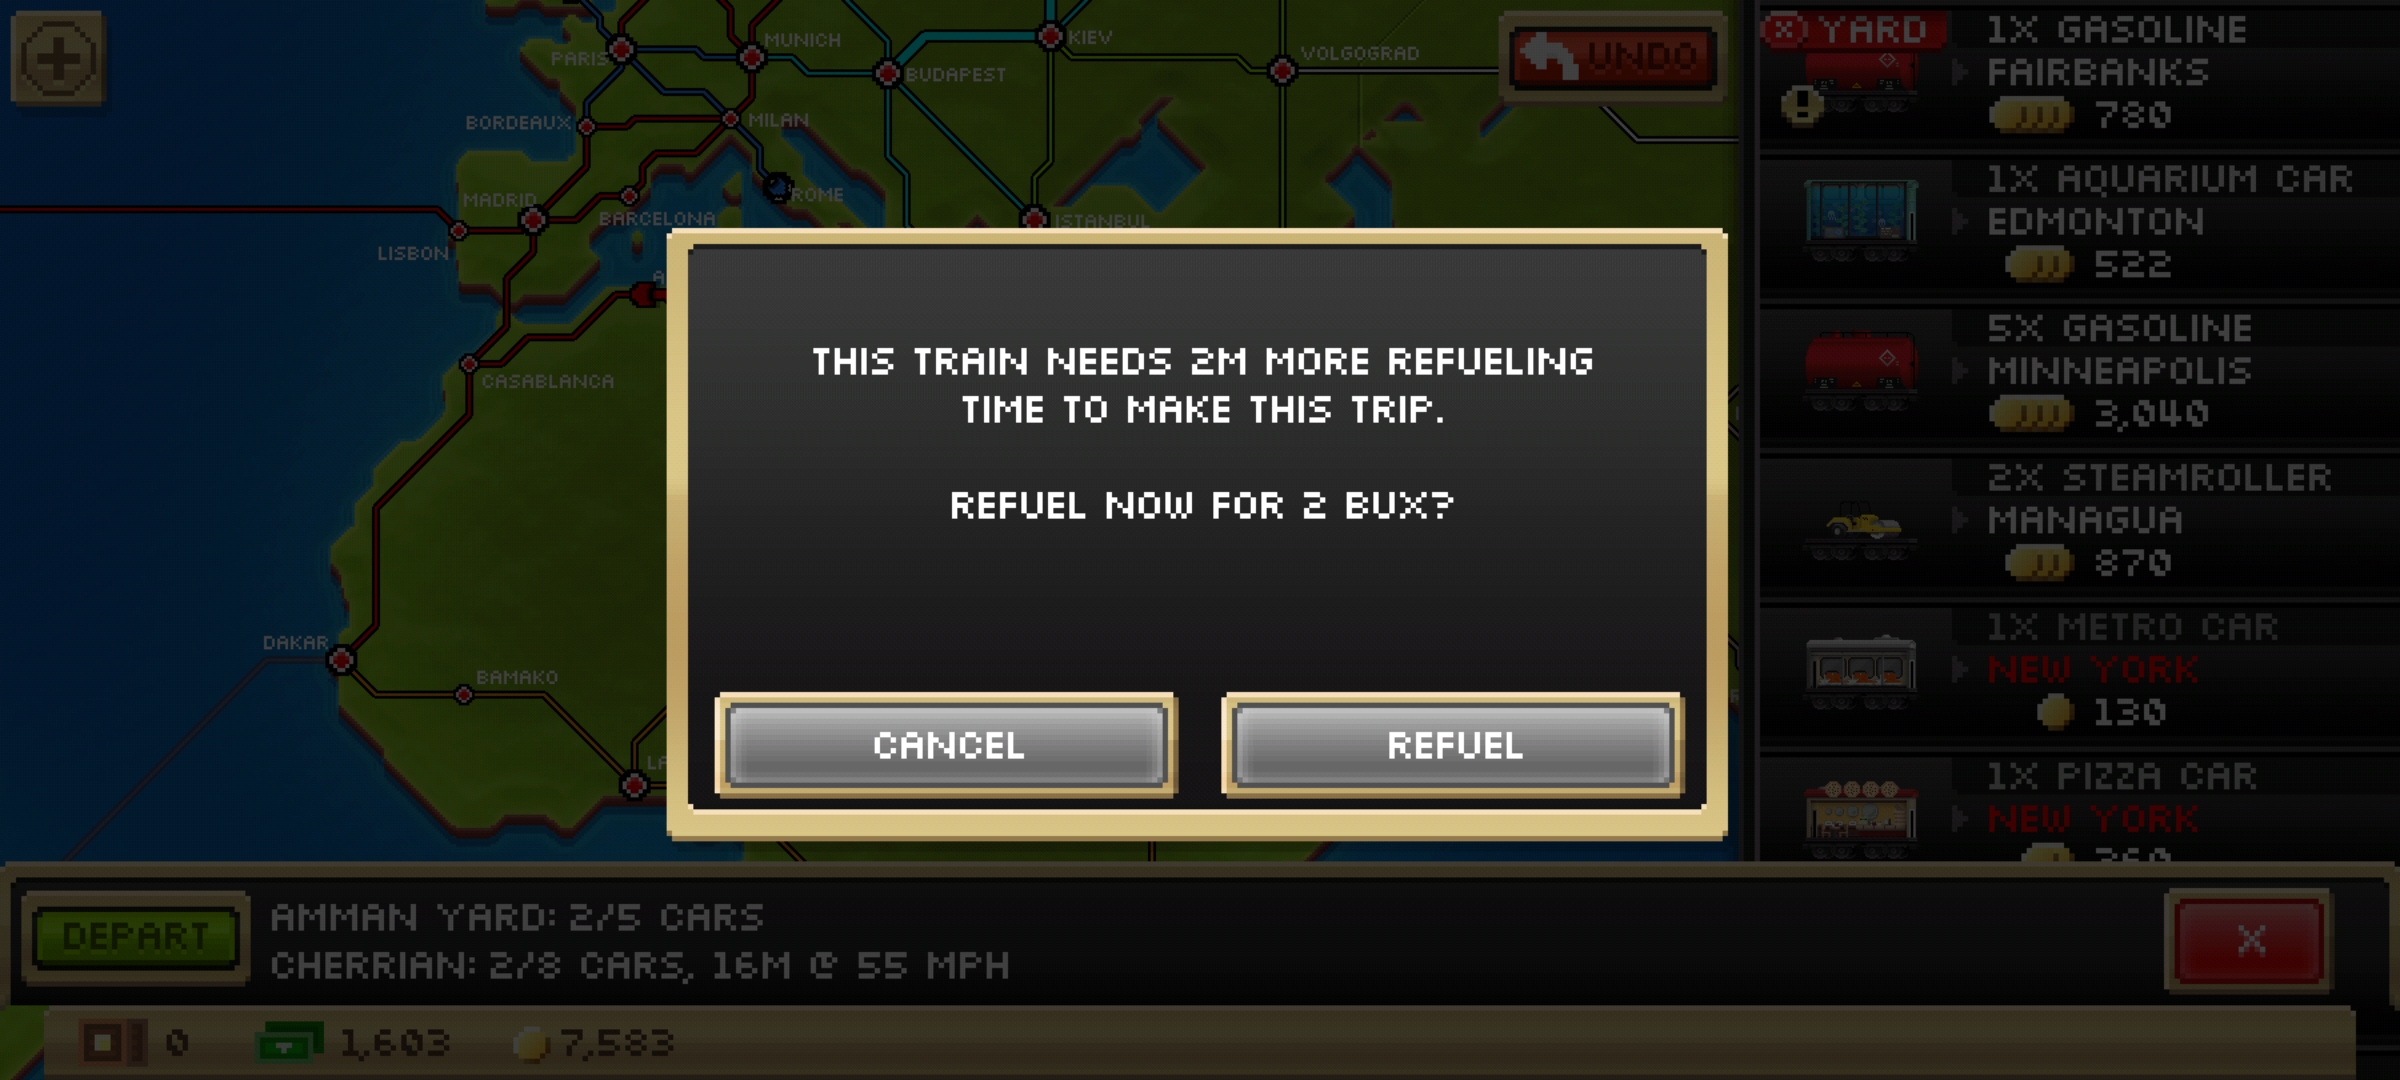 PARIS
MUNICH
KIEV
BUDAPEST
VOLGOGRAD
UNDO
BORDEAUX
MILAN
MADRID
BARCELONA
ROME
ISTANBUL
LISBON
CASABLANCA
DAKAR
BAMAKO
THIS TRAIN NEEDS 2M MORE REFUELING
TIME TO MAKE THIS TRIP.
REFUEL NOW FOR 2 BUX?
CANCEL
REFUEL
YARD
1X GASOLINE
FAIRBANKS
780
1X AQUARIUM CAR
EDMONTON
522
5X GASOLINE
MINNEAPOLIS
3,040
2X STEAMROLLER
MANAGUA
870
1X METRO CAR
NEW YORK
130
1X PIZZA CAR
NEW YORK
DEPART
AMMAN YARD: 2/5 CARS
CHERRIAN: 2/8 CARS, 16M @ 55 MPH
X
0
1,603
7,583